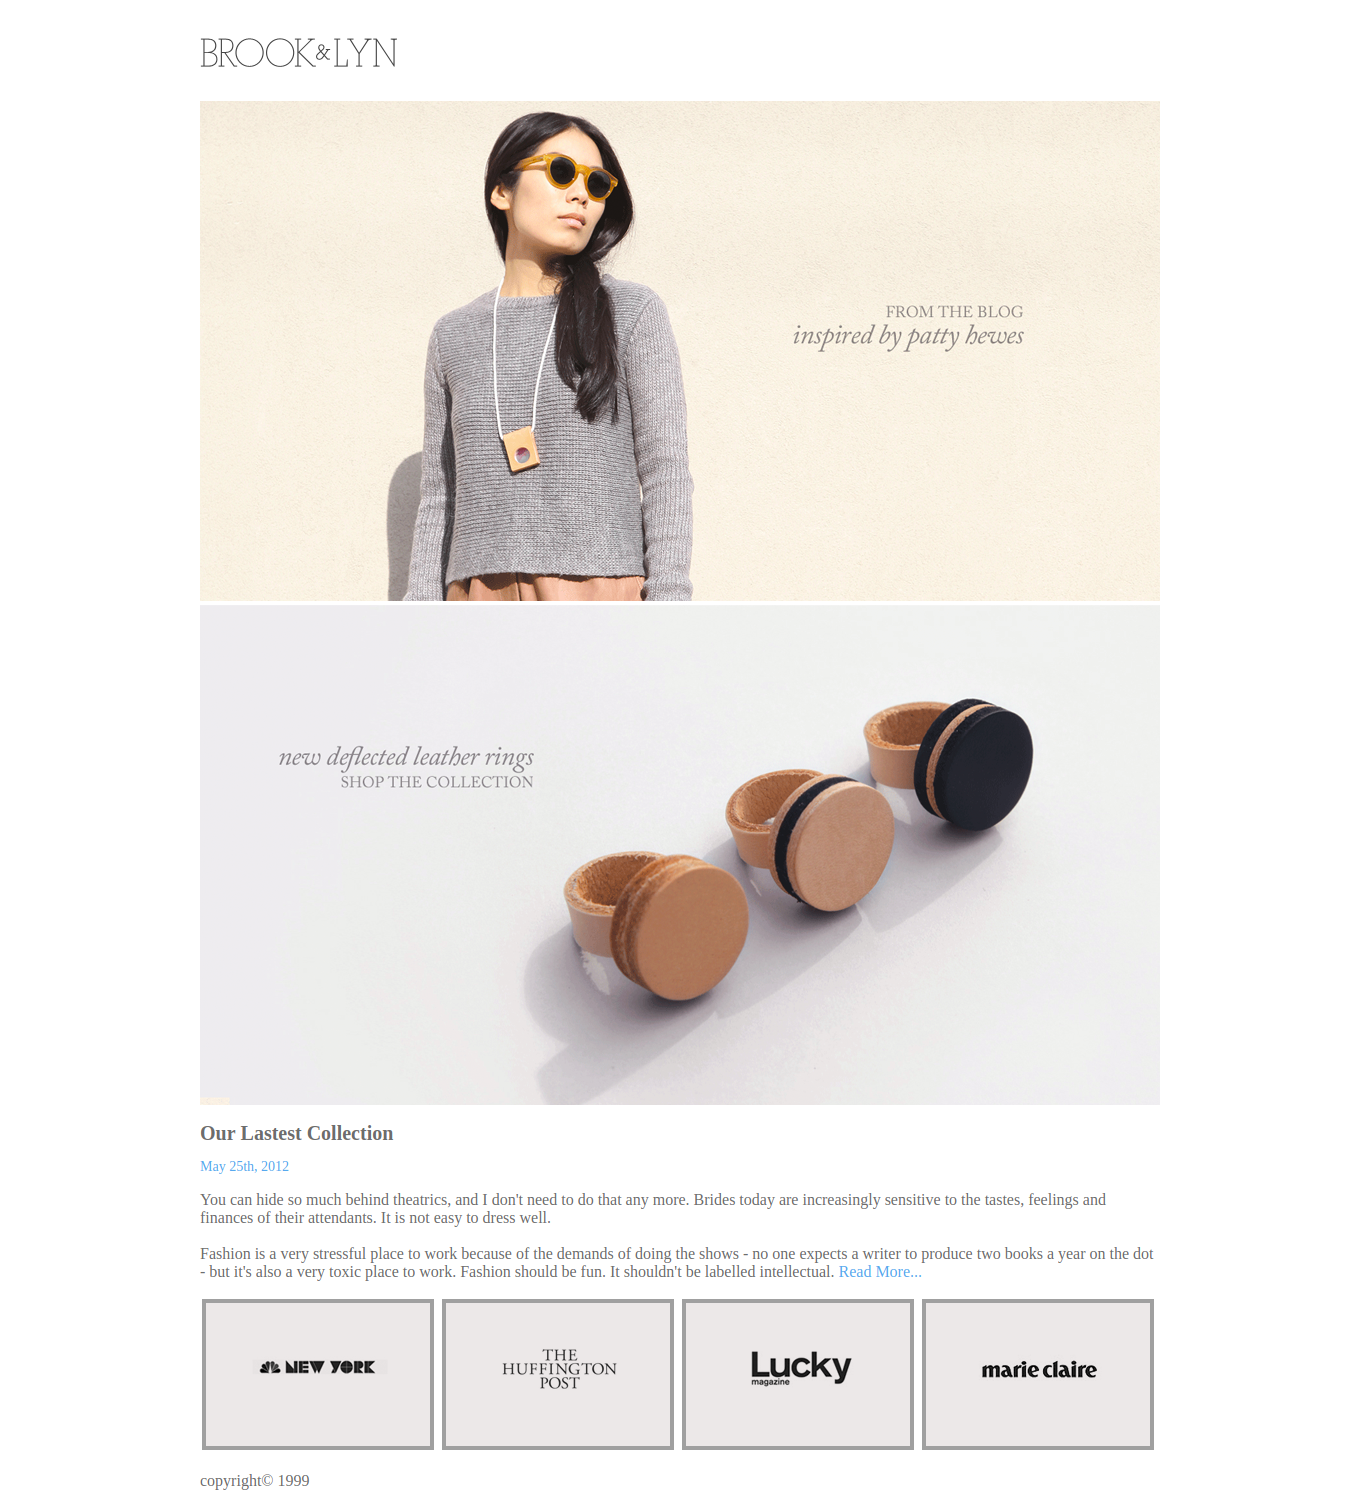 BROOK&LYN
FROM THE BLOG
inspired by patty hewes
new deflected leather rings
SHOP THE COLLECTION
Our Lastest Collection
May 25th, 2012
You can hide so much behind theatrics, and I don't need to do that any more. Brides today are increasingly sensitive to the tastes, feelings and
finances of their attendants. It is not easy to dress well.
Fashion is a very stressful place to work because of the demands of doing the shows - no one expects a writer to produce two books a year on the dot
- but it's also a very toxic place to work. Fashion should be fun. It shouldn't be labelled intellectual. Read More...
NEW YORK
THE
HUFFINGTON
POST
Lucky
magazine
marie claire
copyright© 1999